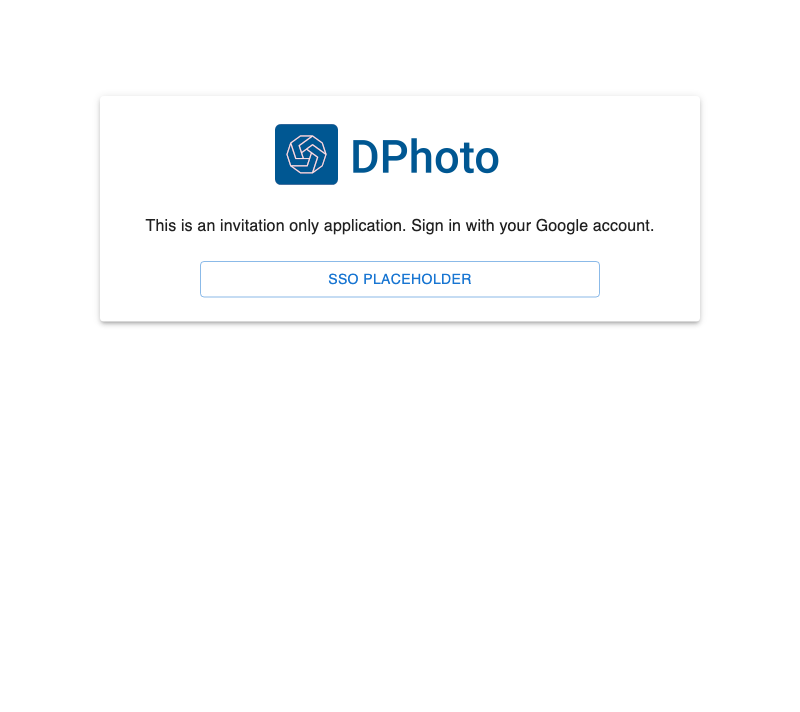 DPhoto
This is an invitation only application. Sign in with your Google account.
SSO PLACEHOLDER